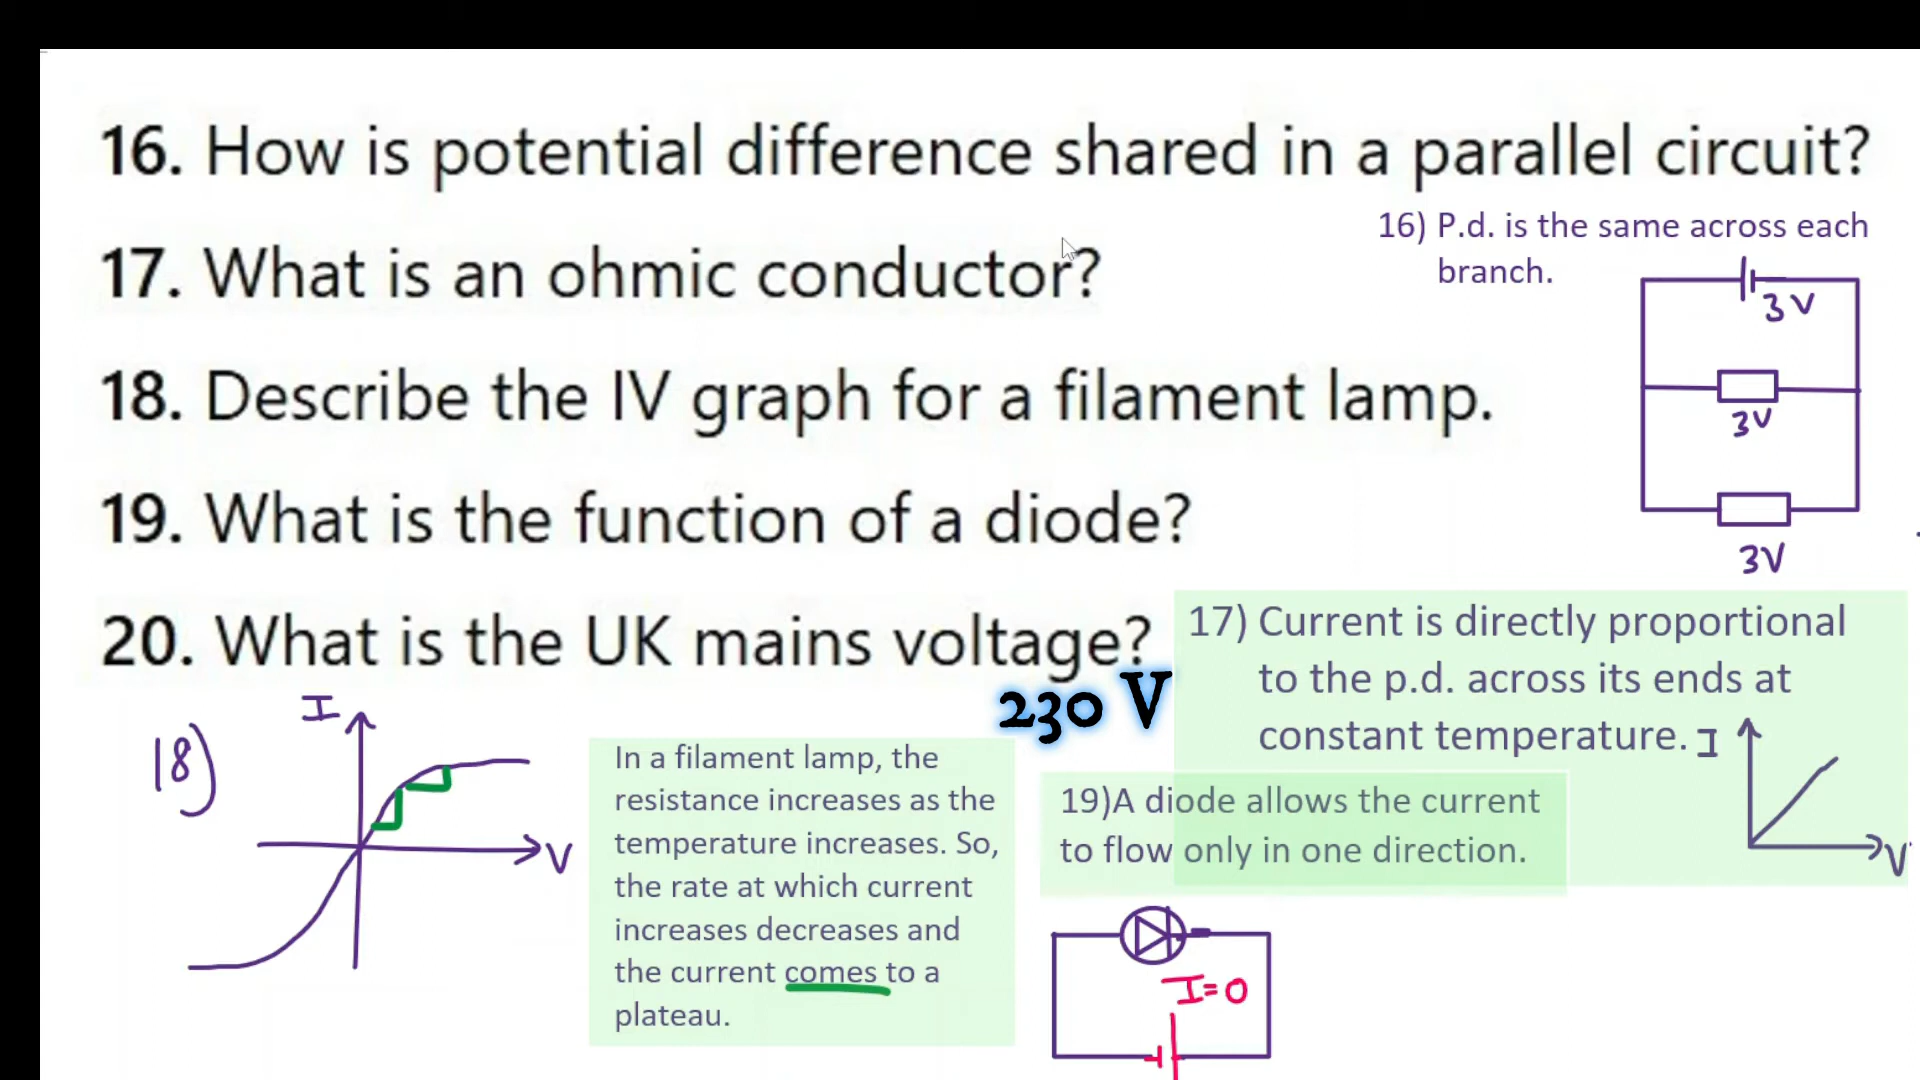 16. How is potential difference shared in a parallel circuit?
16) P.d. is the same across each
branch.
3V
3V
3V
17. What is an ohmic conductor?
18. Describe the IV graph for a filament lamp.
19. What is the function of a diode?
20. What is the UK mains voltage?
230 V
17) Current is directly proportional
to the p.d. across its ends at
constant temperature.
I
V
18)
I
V
In a filament lamp, the
resistance increases as the
temperature increases. So,
the rate at which current
increases decreases and
the current comes to a
plateau.
19)A diode allows the current
to flow only in one direction.
I=0